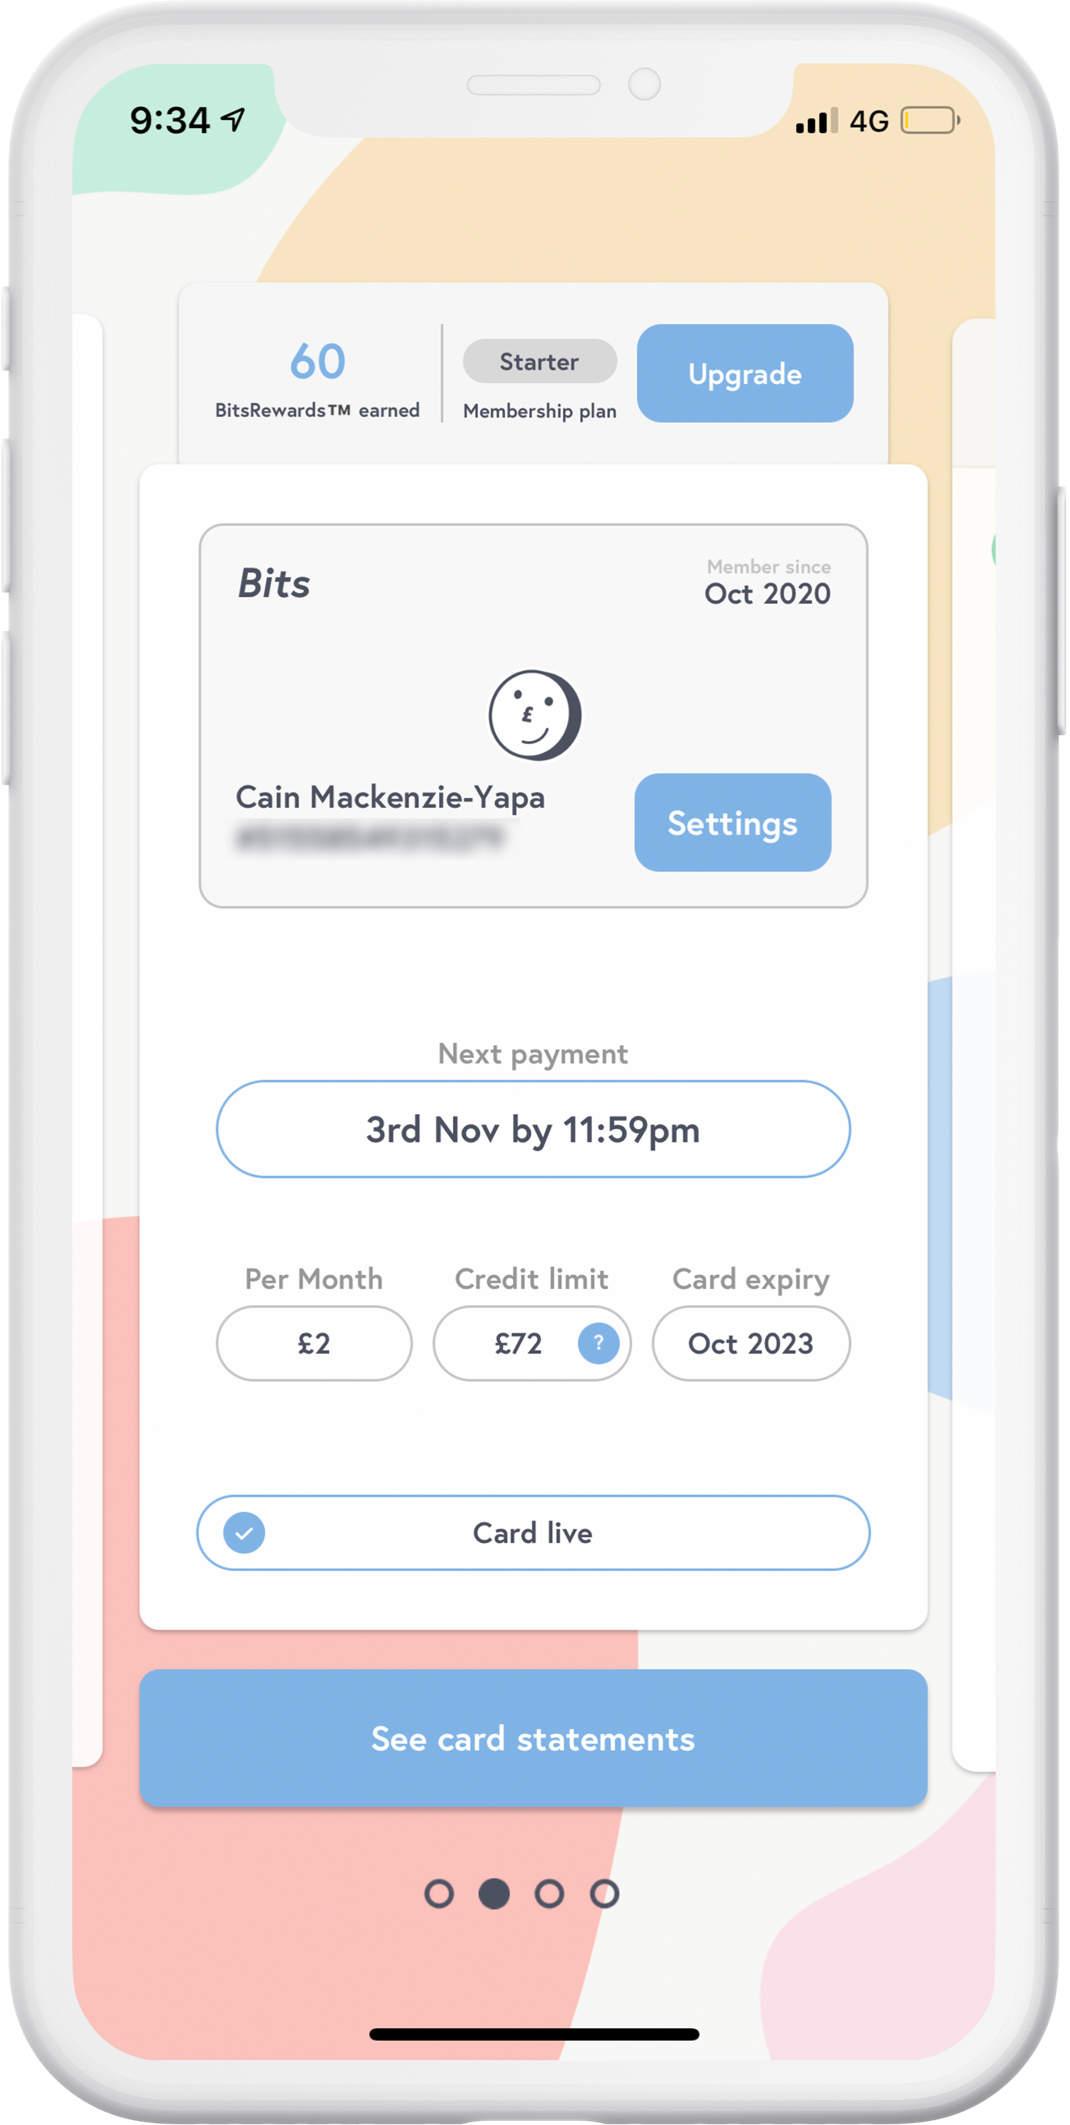 9:34
4G
60
BitsRewards™ earned
Starter
Membership plan
Upgrade
Bits
Member since
Oct 2020
£
Cain Mackenzie-Yapa
Settings
Next payment
3rd Nov by 11:59pm
Per Month
Credit limit
Card expiry
£2
£72
?
Oct 2023
Card live
See card statements